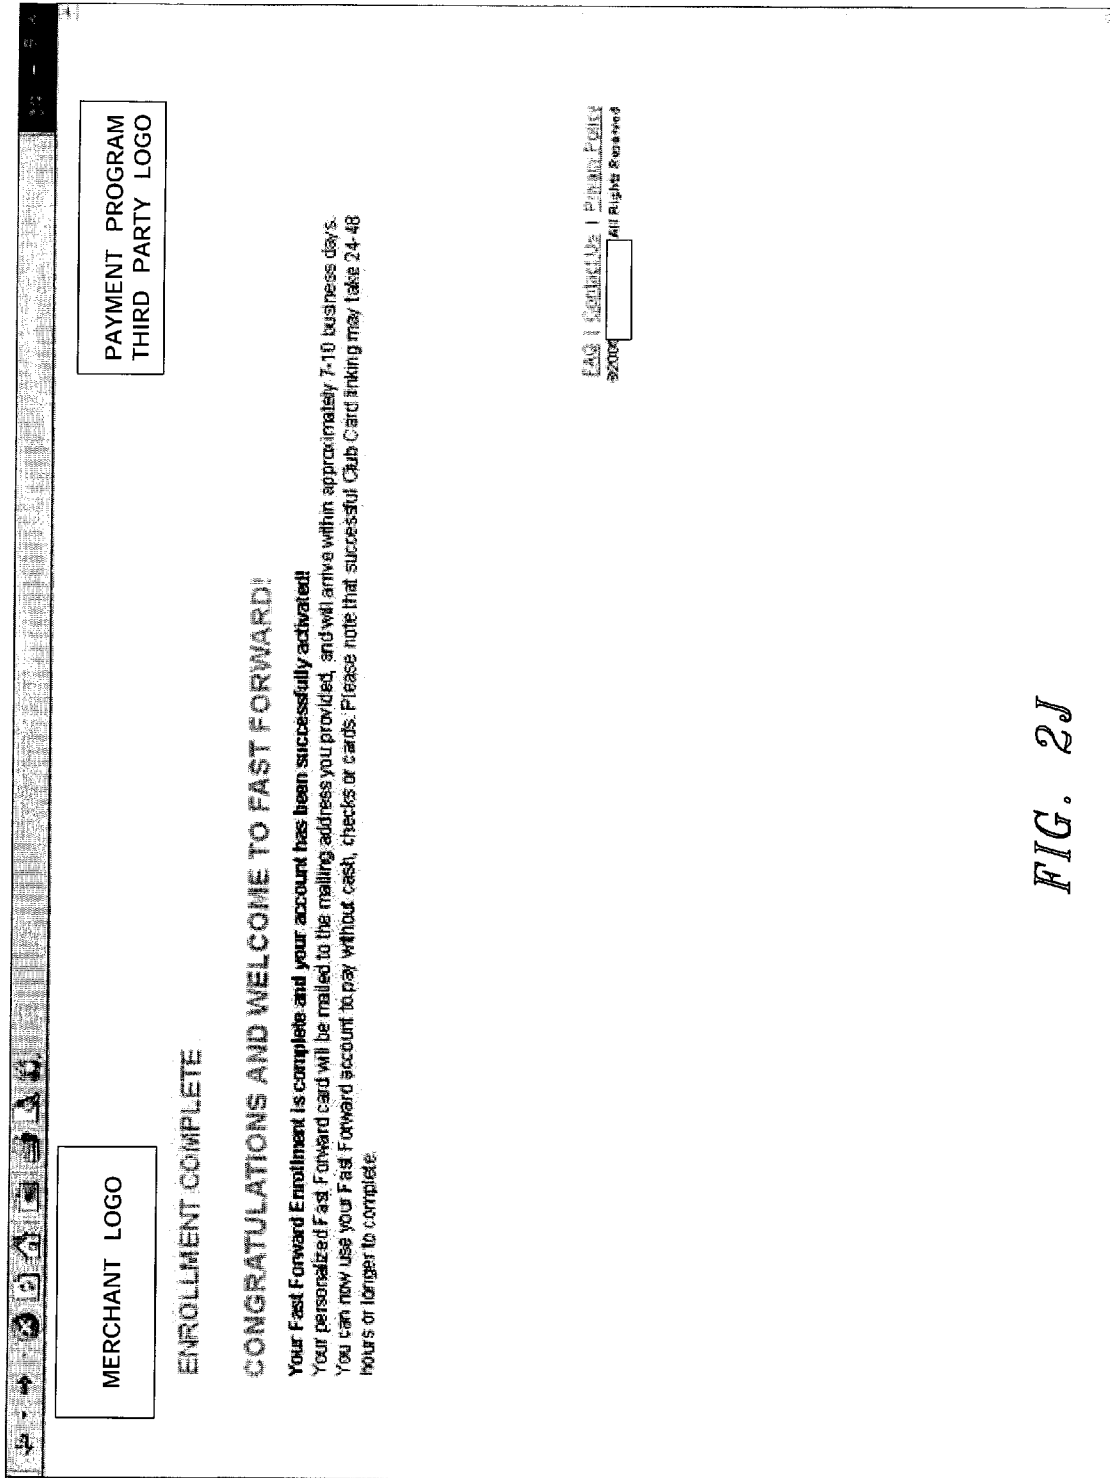 MERCHANT LOGO
PAYMENT PROGRAM
THIRD PARTY LOGO
ENROLLMENT COMPLETE
CONGRATULATIONS AND WELCOME TO FAST FORWARD!
Your Fast Forward Enrollment is complete and your account has been successfully activated!
Your personalized Fast Forward card will be mailed to the mailing address you provided, and will arrive within approximately 7-10 business days.
You can now use your Fast Forward account to pay without cash, checks or cards. Please note that successful Club Card linking may take 24-48
hours or longer to complete.
FAQ | Contact Us | Privacy Policy
All Rights Reserved
FIG. 2J